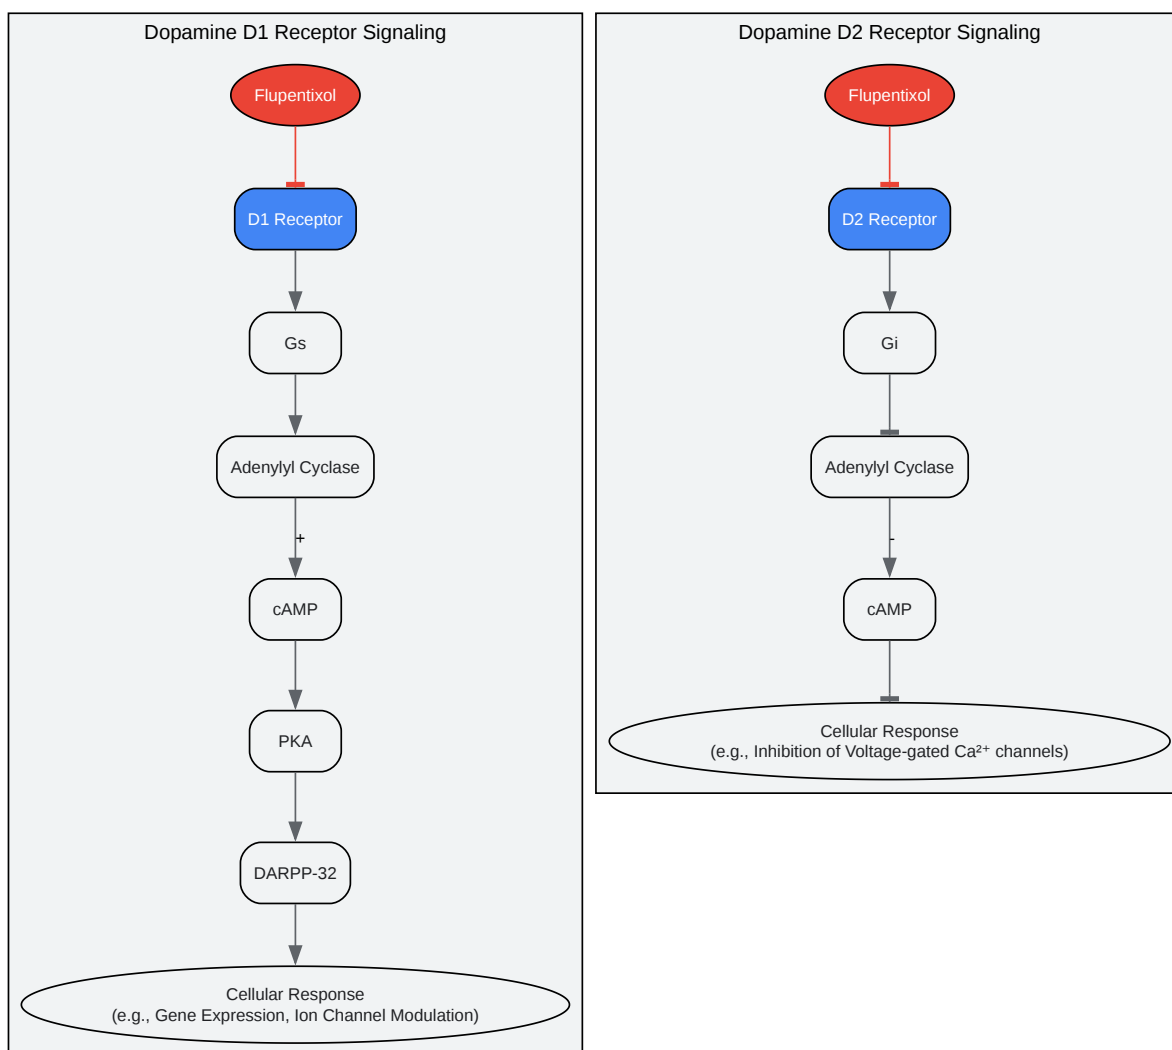 Dopamine D1 Receptor Signaling
Flupentixol
D1 Receptor
Gs
Adenylyl Cyclase
+
cAMP
PKA
DARPP-32
Cellular Response
(e.g., Gene Expression, Ion Channel Modulation)
Dopamine D2 Receptor Signaling
Flupentixol
D2 Receptor
Gi
Adenylyl Cyclase
-
cAMP
Cellular Response
(e.g., Inhibition of Voltage-gated Ca²⁺ channels)